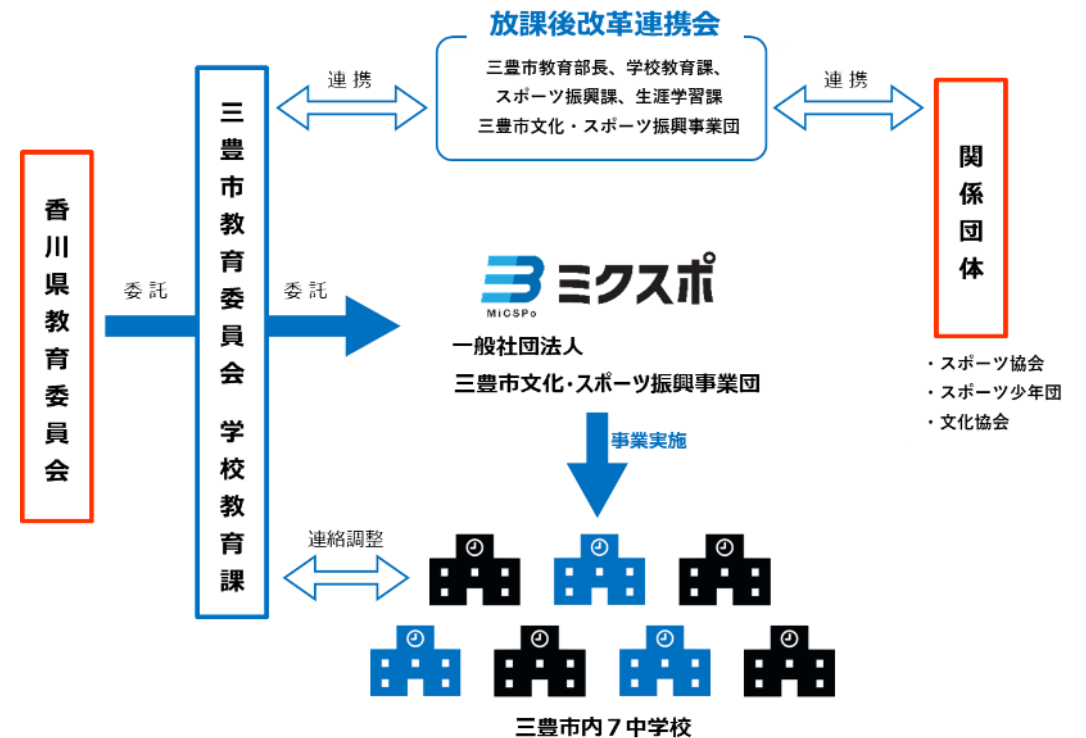 放課後改革連携会
三豊市教育部長、学校教育課、
スポーツ振興課、生涯学習課
三豊市文化・スポーツ振興事業団
連携
連携
香川県教育委員会
委託
三豊市教育委員会 学校教育課
委託
関係団体
・スポーツ協会
・スポーツ少年団
・文化協会
ミクスポ
MiCSPo
一般社団法人
三豊市文化・スポーツ振興事業団
事業実施
連絡調整
三豊市内7中学校